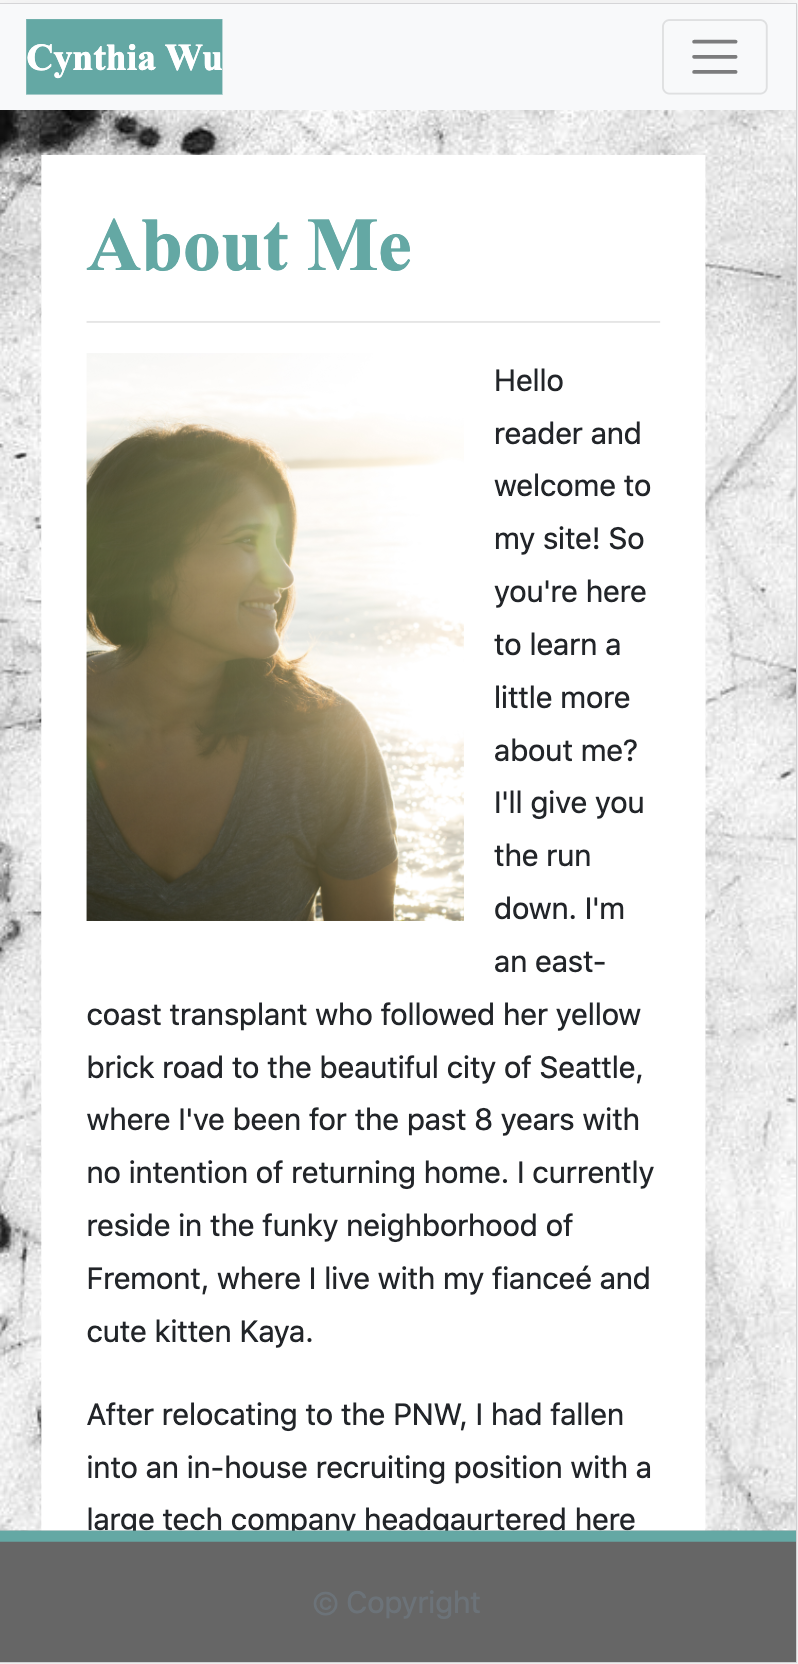 Cynthia Wu
About Me
Hello
reader and
welcome to
my site! So
you're here
to learn a
little more
about me?
I'll give you
the run
down. I'm
an east-
coast transplant who followed her yellow
brick road to the beautiful city of Seattle,
where I've been for the past 8 years with
no intention of returning home. I currently
reside in the funky neighborhood of
Fremont, where I live with my fianceé and
cute kitten Kaya.
After relocating to the PNW, I had fallen
into an in-house recruiting position with a
large tech company headqaurtered here
© Copyright